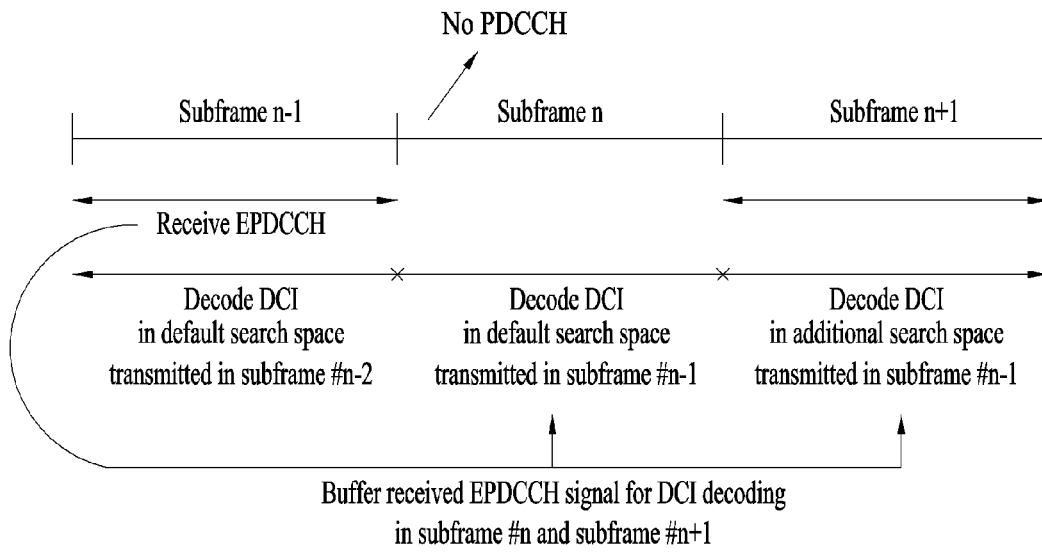 No PDCCH
Subframe n-1
Subframe n
Subframe n+1
Receive EPDCCH
Decode DCI
in default search space
transmitted in subframe #n-2
Decode DCI
in default search space
transmitted in subframe #n-1
Decode DCI
in additional search space
transmitted in subframe #n-1
Buffer received EPDCCH signal for DCI decoding
in subframe #n and subframe #n+1